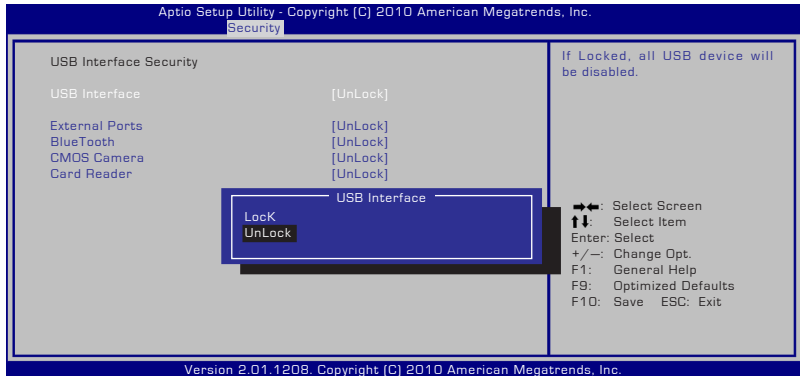 Aptio Setup Utility - Copyright (C) 2010 American Megatrends, Inc.
Security
USB Interface Security
USB Interface [UnLock]
External Ports [UnLock]
BlueTooth [UnLock]
CMOS Camera [UnLock]
Card Reader [UnLock]
USB Interface
LocK
UnLock
If Locked, all USB device will
be disabled.
→←: Select Screen
↑↓: Select Item
Enter: Select
+/—: Change Opt.
F1: General Help
F9: Optimized Defaults
F10: Save ESC: Exit
Version 2.01.1208. Copyright (C) 2010 American Megatrends, Inc.